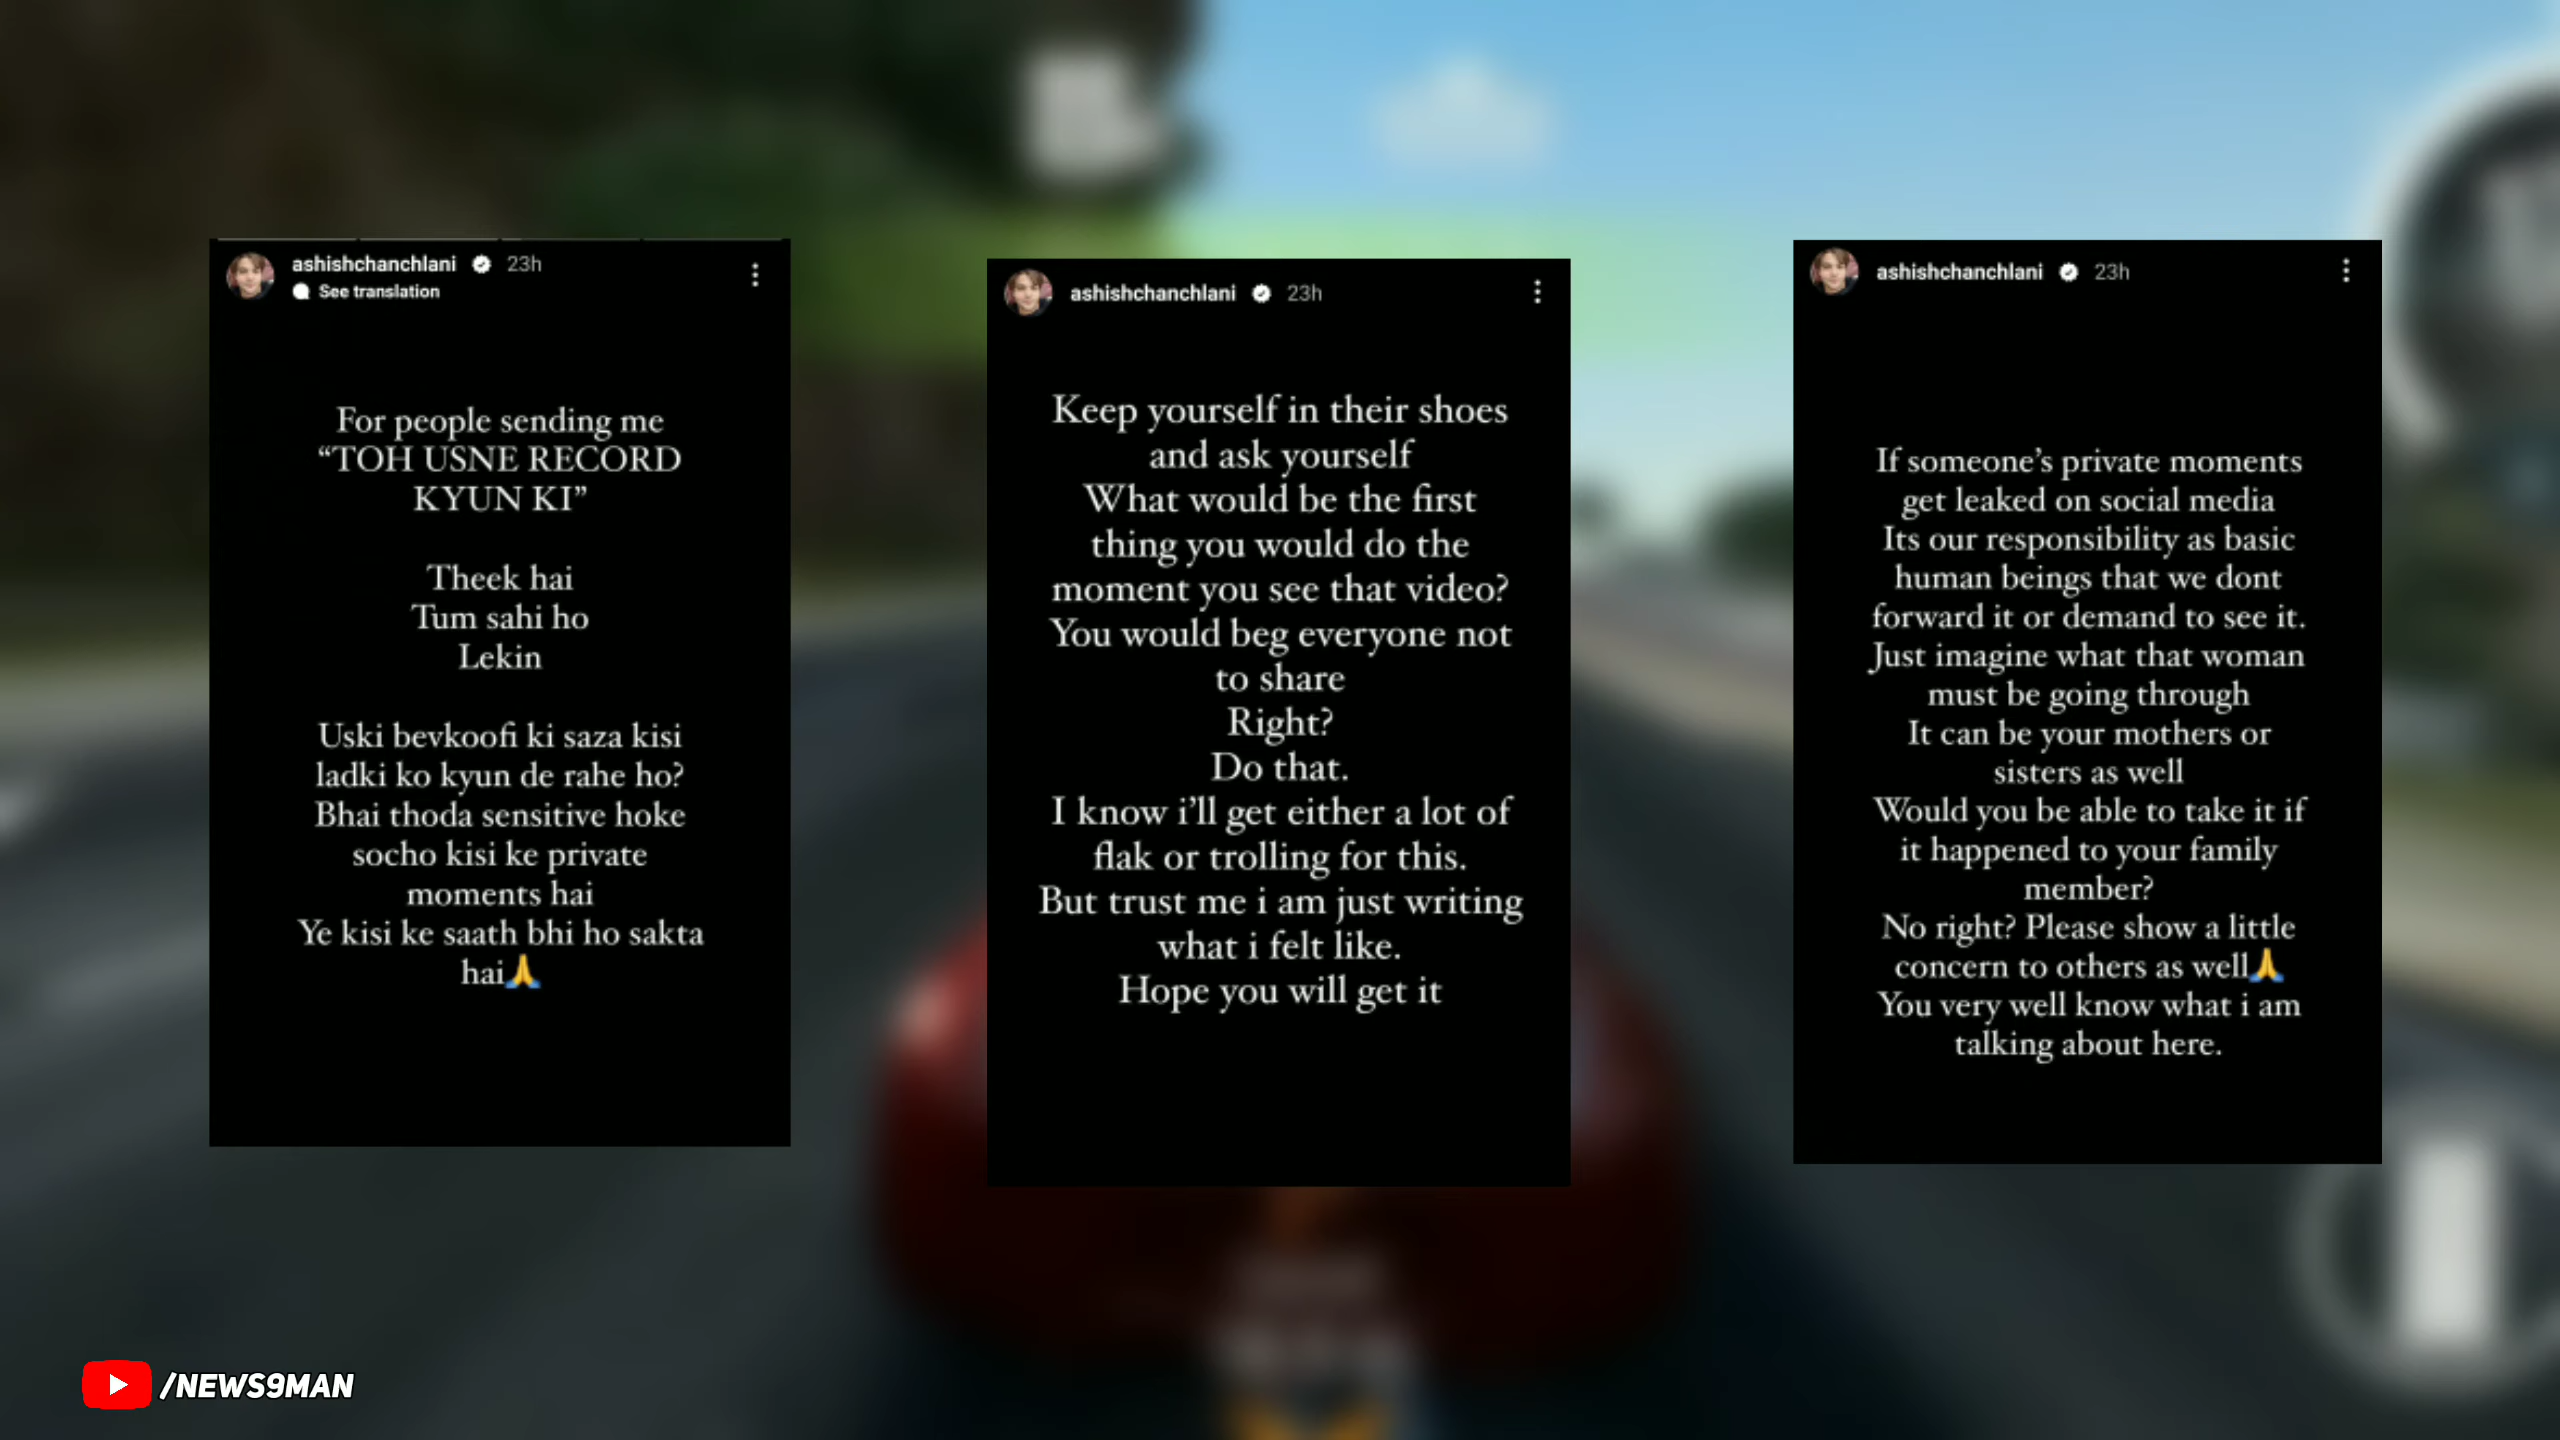 ashishchanchlani 23h
See translation
For people sending me
“TOH USNE RECORD
KYUN KI”
Theek hai
Tum sahi ho
Lekin
Uski bevkoofi ki saza kisi
ladki ko kyun de rahe ho?
Bhai thoda sensitive hoke
socho kisi ke private
moments hai
Ye kisi ke saath bhi ho sakta
hai🙏
ashishchanchlani 23h
Keep yourself in their shoes
and ask yourself
What would be the first
thing you would do the
moment you see that video?
You would beg everyone not
to share
Right?
Do that.
I know i’ll get either a lot of
flak or trolling for this.
But trust me i am just writing
what i felt like.
Hope you will get it
ashishchanchlani 23h
If someone’s private moments
get leaked on social media
Its our responsibility as basic
human beings that we dont
forward it or demand to see it.
Just imagine what that woman
must be going through
It can be your mothers or
sisters as well
Would you be able to take it if
it happened to your family
member?
No right? Please show a little
concern to others as well🙏
You very well know what i am
talking about here.
/NEWS9MAN